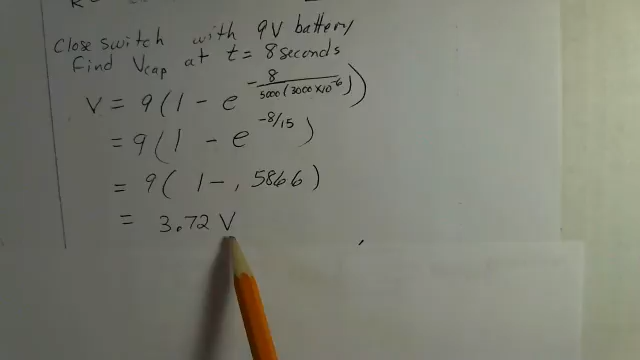 Close switch with 9V battery
Find Vcap at t = 8 seconds
V = 9(1 - e^-8/5000(3000×10^-6))
= 9(1 - e^-8/15)
= 9(1 - .5866)
= 3.72 V